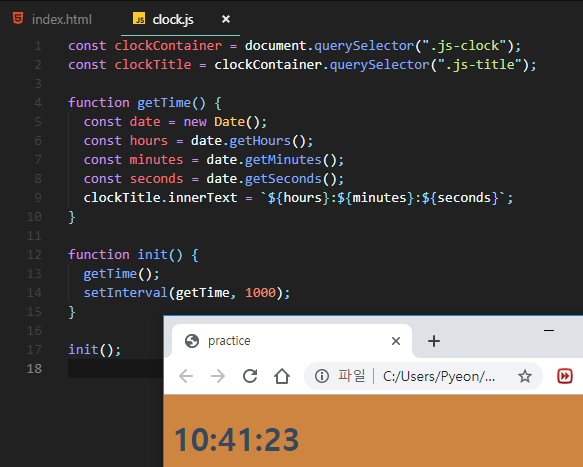 index.html JS clock.js ×
1 const clockContainer = document.querySelector(".js-clock");
2 const clockTitle = clockContainer.querySelector(".js-title");
3
4 function getTime() {
5 const date = new Date();
6 const hours = date.getHours();
7 const minutes = date.getMinutes();
8 const seconds = date.getSeconds();
9 clockTitle.innerText = `${hours}:${minutes}:${seconds}`;
10 }
11
12 function init() {
13 getTime();
14 setInterval(getTime, 1000);
15 }
16
17 init();
18
practice
파일 | C:/Users/Pyeon/...
10:41:23